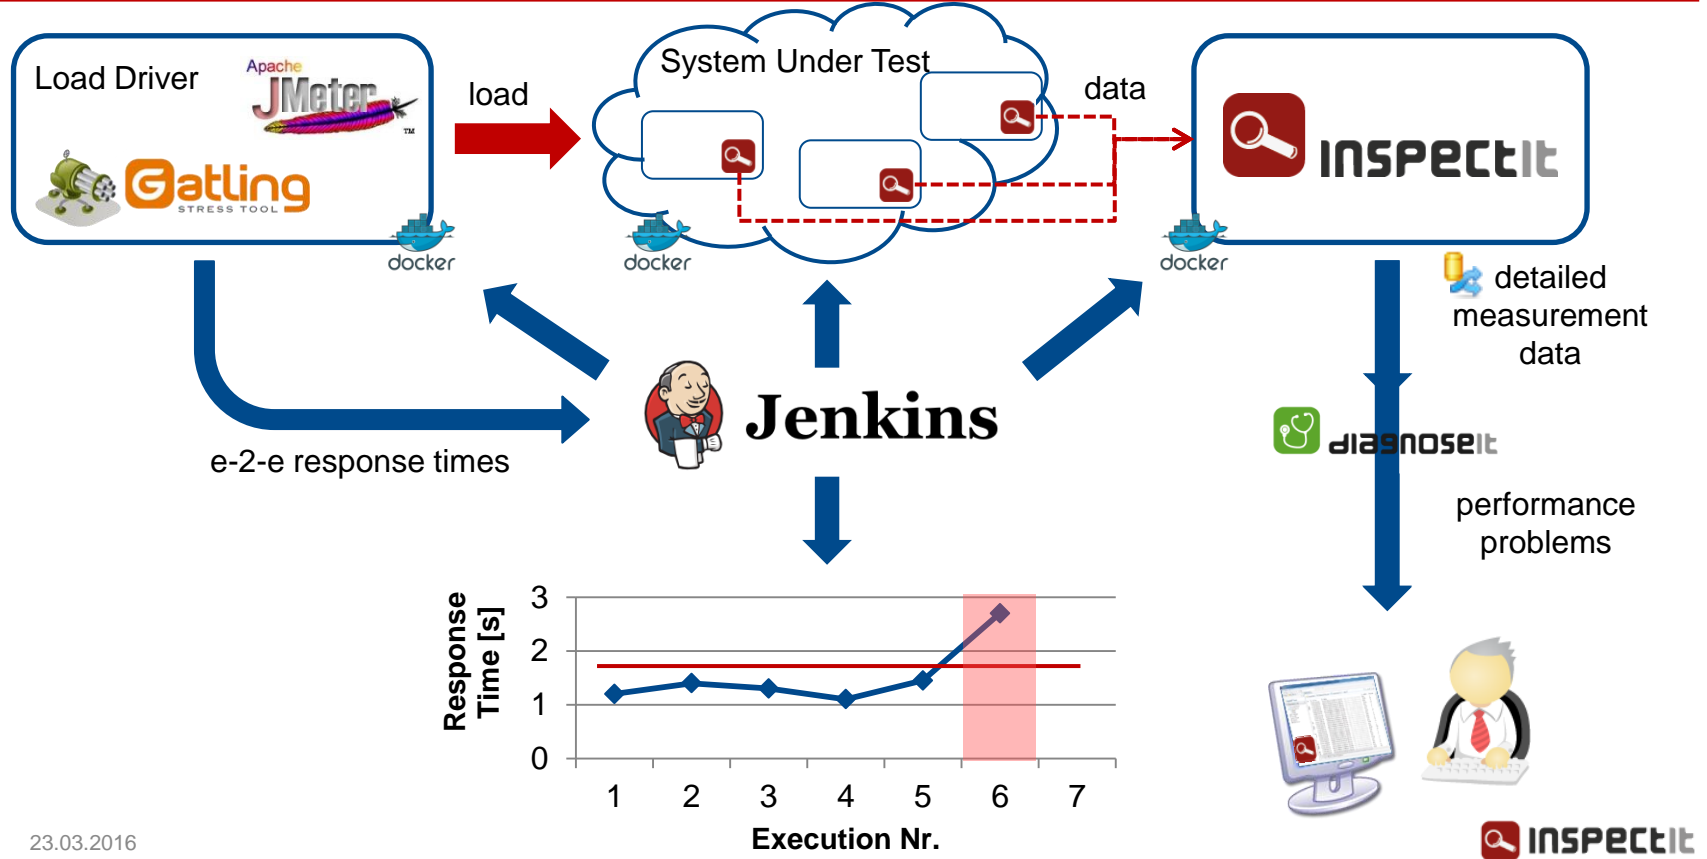 Load Driver
Apache
JMeter
TM
Gatling
STRESS TOOL
docker
load
System Under Test
docker
data
inspectit
docker
detailed
measurement
data
Jenkins
e-2-e response times
diagnoseit
performance
problems
Response
Time [s]
3
2
1
0
1 2 3 4 5 6 7
Execution Nr.
23.03.2016
inspectit